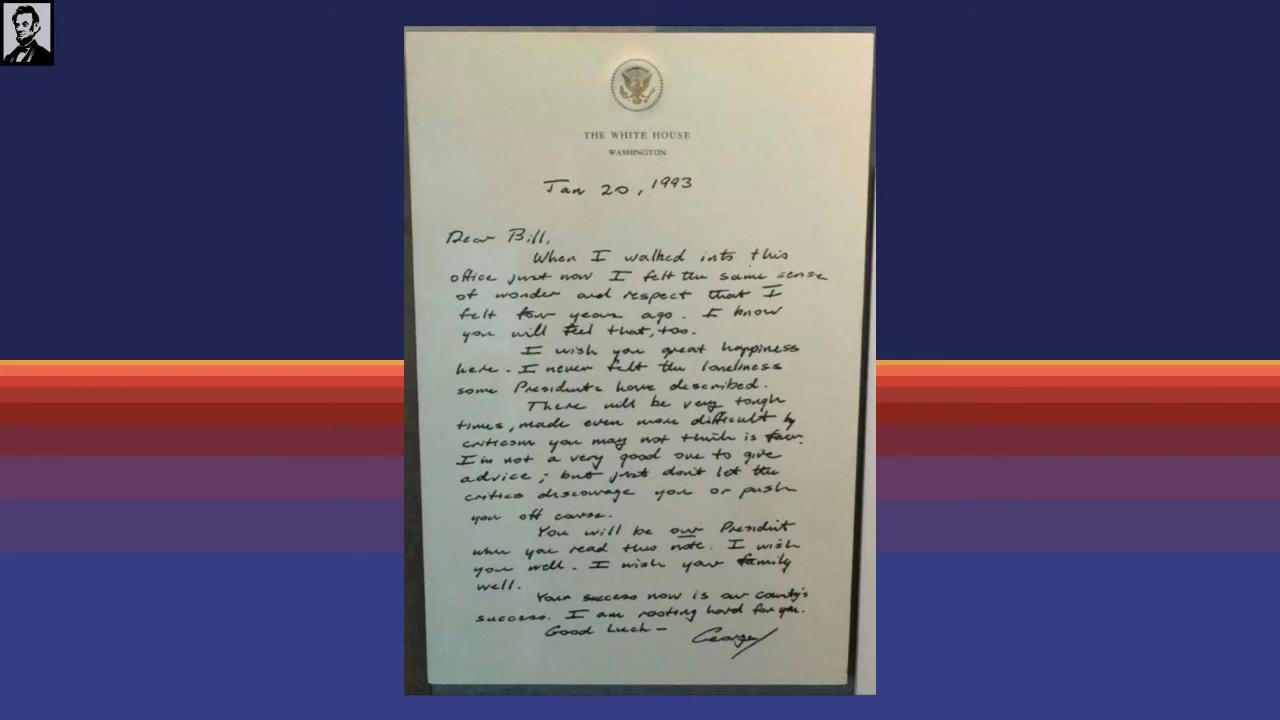 THE WHITE HOUSE
WASHINGTON
Jan 20, 1993
Dear Bill,
When I walked into this
office just now I felt the same sense
of wonder and respect that I
felt four years ago. I know
you will feel that, too.
I wish you great happiness
here. I never felt the loneliness
some Presidents have described.
There will be very tough
times, made even more difficult by
criticism you may not think is fair.
I'm not a very good one to give
advice; but just don't let the
critics discourage you or push
you off course.
You will be our President
when you read this note. I wish
you well. I wish your family
well.
Your success now is our country's
success. I am rooting hard for you.
Good Luck—
George